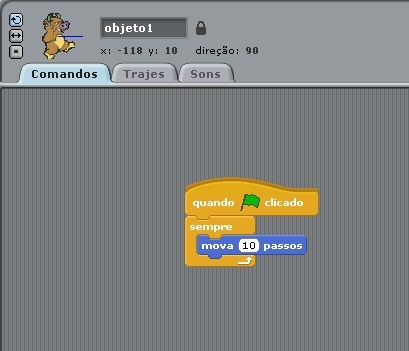 objeto1
x: -118 y: 10 direção: 90
Comandos Trajes Sons
quando clicado
sempre
mova 10 passos